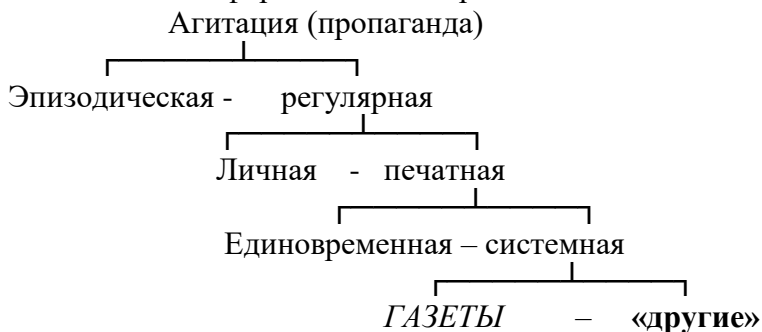 Агитация (пропаганда)
Эпизодическая - регулярная
Личная - печатная
Единовременная – системная
ГАЗЕТЫ – «другие»